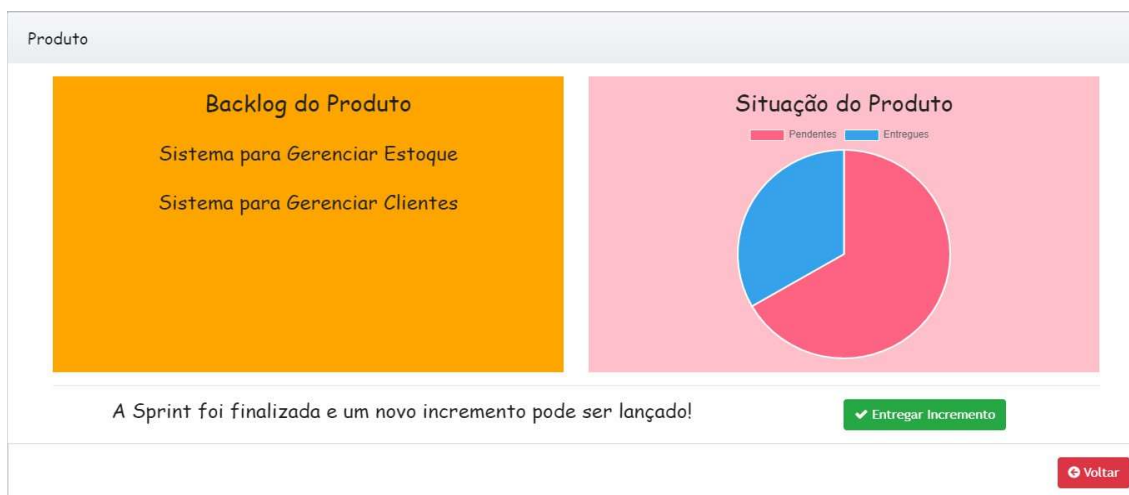 Produto
Backlog do Produto
Sistema para Gerenciar Estoque
Sistema para Gerenciar Clientes
Situação do Produto
Pendentes
Entregues
A Sprint foi finalizada e um novo incremento pode ser lançado!
Entregar Incremento
Voltar